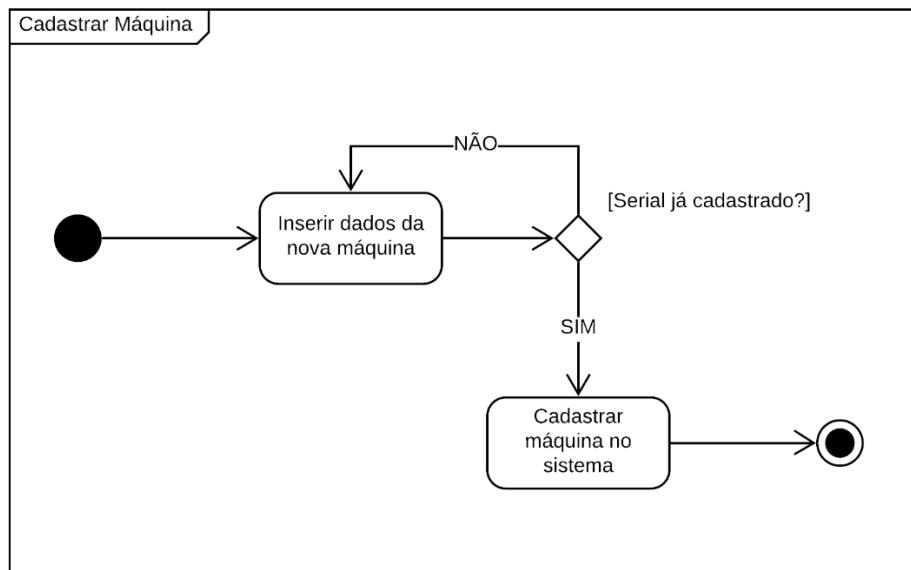 Cadastrar Máquina
NÃO
[Serial já cadastrado?]
Inserir dados da
nova máquina
SIM
Cadastrar
máquina no
sistema